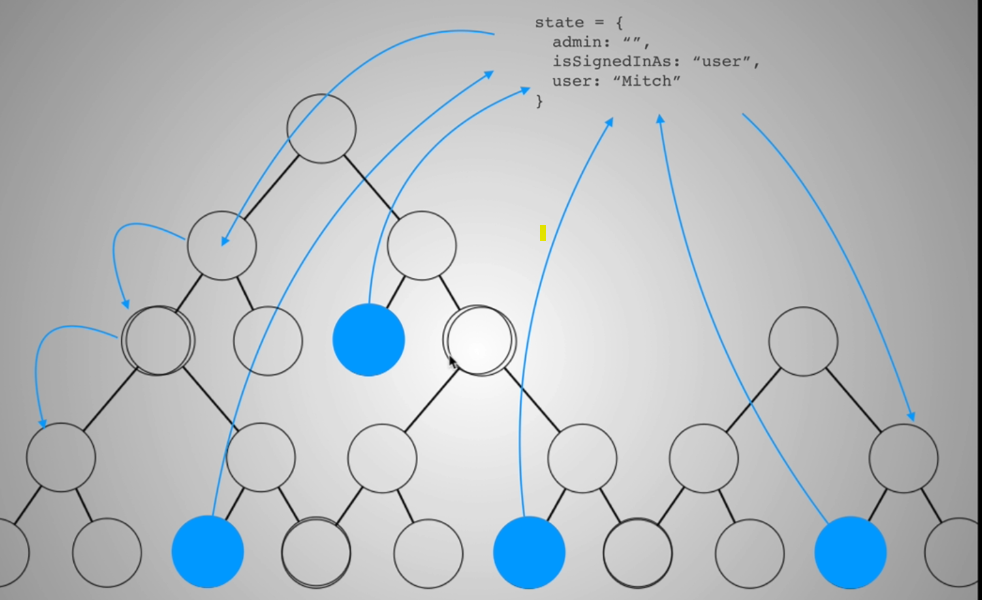 state = {
admin: “”,
isSignedInAs: “user”,
user: “Mitch”
}